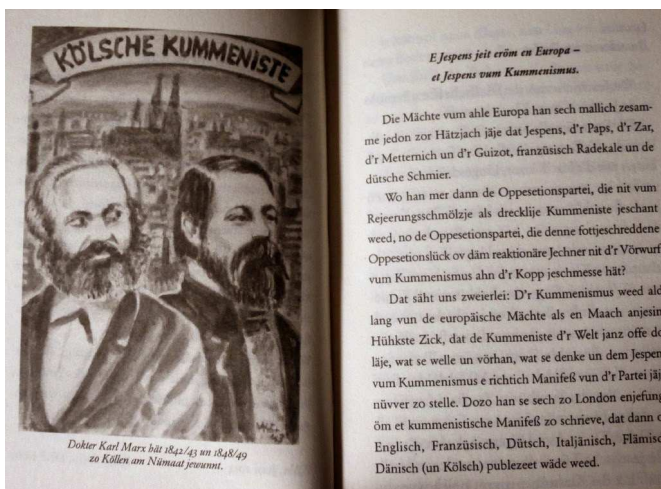 KÖLSCHE KUMMENISTE
Dokter Karl Marx hät 1842/43 un 1848/49
zo Köllen am Nümaat jewunnt.
E Jespens jeit eröm en Europa –
et Jespens vum Kummenismus.
Die Mächte vum ahle Europa han sech mallich zesam-
me jedon zor Hätzjach jäje dat Jespens, d'r Paps, d'r Zar,
d'r Metternich un d'r Guizot, französisch Radekale un de
dütsche Schmier.
Wo han mer dann de Oppesetionspartei, die nit vum
Rejeerungsschmölzje als drecklije Kummeniste jeschant
weed, no de Oppesetionspartei, die denne fottjeschreddene
Oppesetionslück ov däm reaktionäre Jechner nit d'r Vörwurf
vum Kummenismus ahn d'r Kopp jeschmesse hät?
Dat säht uns zweierlei: D'r Kummenismus weed
lang vun de europäische Mächte als en Maach
Hühkste Zick, dat de Kummeniste d'r Welt janz offe
läje, wat se welle un vörhan, wat se denke un dem
vum Kummenismus e richtich Manifeß vun d'r Partei
nüvver zo stelle. Dozo han se sech zo London
öm et kummenistische Manifeß zo schrieve, dat dann
Englisch, Französisch, Dütsch, Italjänisch,
Dänisch (un Kölsch) publezeet wäde weed.